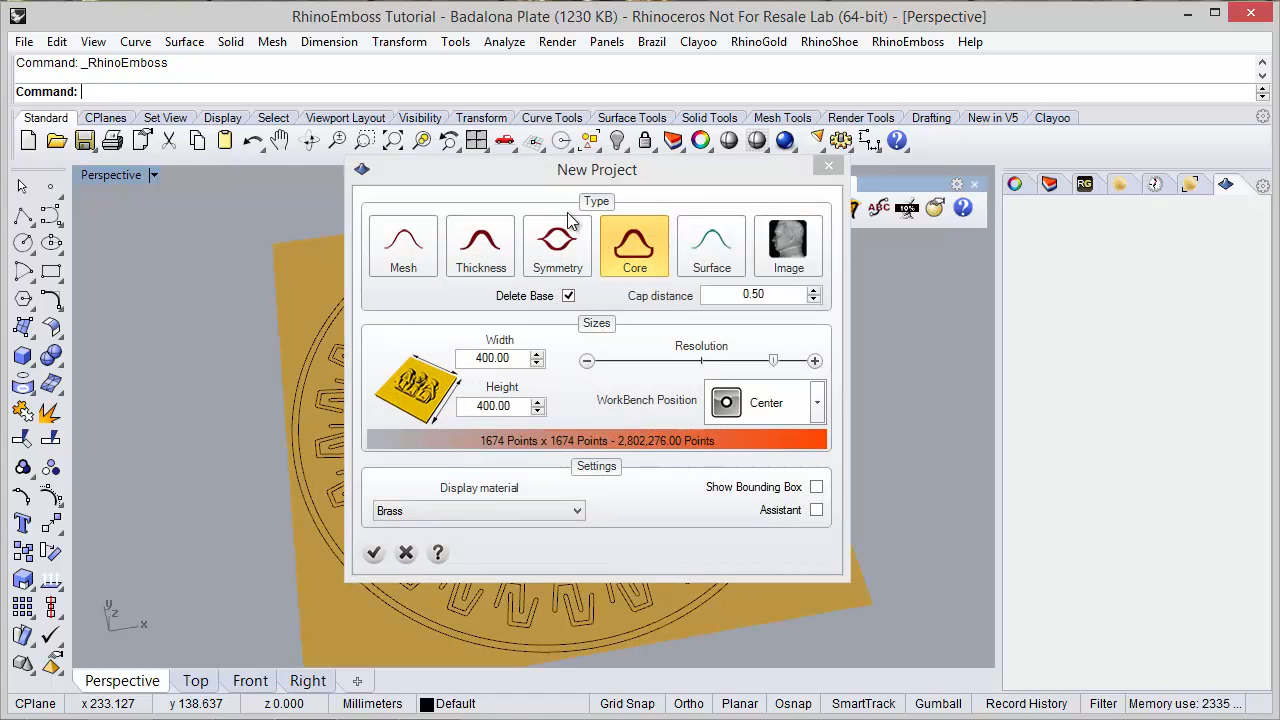 RhinoEmboss Tutorial - Ladalona Plate (1230 KB) - Rhinoceros Not For Resale Lab (64-bit) - [Perspective]
File Edit View Curve Surface Solid Mesh Dimension Transform Tools Analyze Render Panels Brazil Clayoo RhinoGold RhinoShoe RhinoEmboss Help
Command: _RhinoEmboss
Command:
Standard CPlanes Set View Display Select Viewport Layout Visibility Transform Curve Tools Surface Tools Solid Tools Mesh Tools Render Tools Drafting New in V5 Clayoo
Perspective
New Project
RG
ABC 10%
Type
Mesh Thickness Symmetry Core Surface Image
Delete Base Cap distance 0.50
Sizes
Width
Resolution
400.00
Height
WorkBench Position Center
400.00
1674 Points x 1674 Points - 2,802,276.00 Points
Settings
Display material
Show Bounding Box
Brass
Assistant
y
z
x
Perspective Top Front Right
CPlane x 233.127 y 138.637 z 0.000 Millimeters Default Grid Snap Ortho Planar Osnap SmartTrack Gumball Record History Filter Memory use: 2335 ...